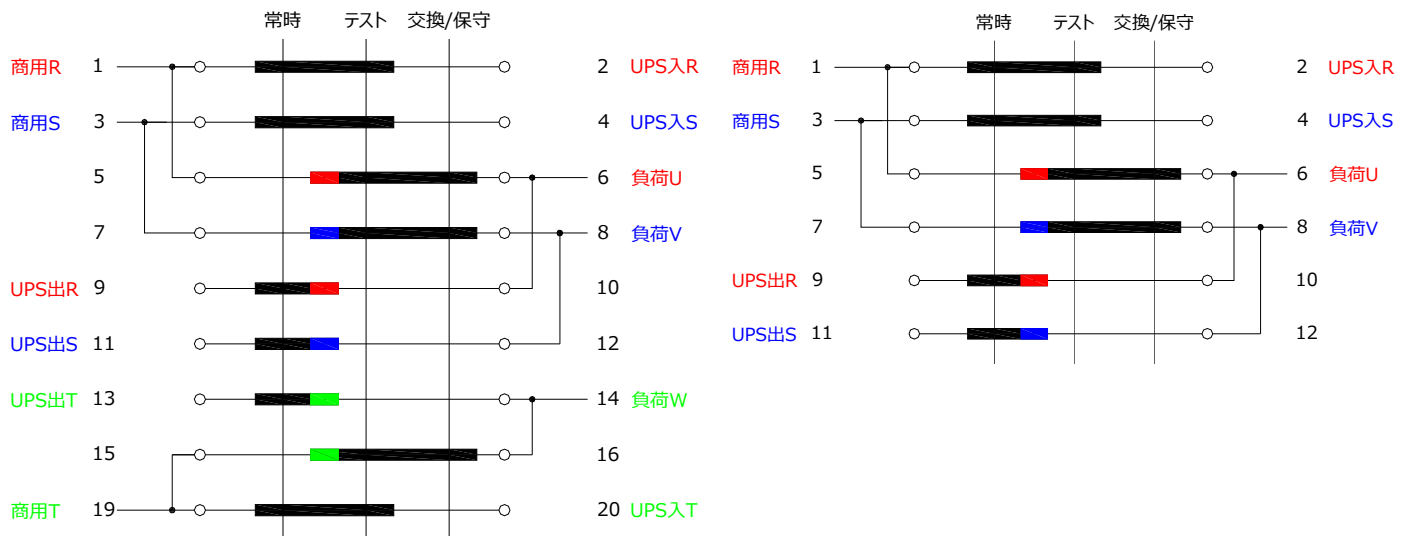 常時 テスト 交換/保守
商用R 1 2 UPS入R
商用S 3 4 UPS入S
5 6 負荷U
7 8 負荷V
UPS出R 9 10
UPS出S 11 12
UPS出T 13 14 負荷W
15 16
商用T 19 20 UPS入T
常時 テスト 交換/保守
商用R 1 2 UPS入R
商用S 3 4 UPS入S
5 6 負荷U
7 8 負荷V
UPS出R 9 10
UPS出S 11 12